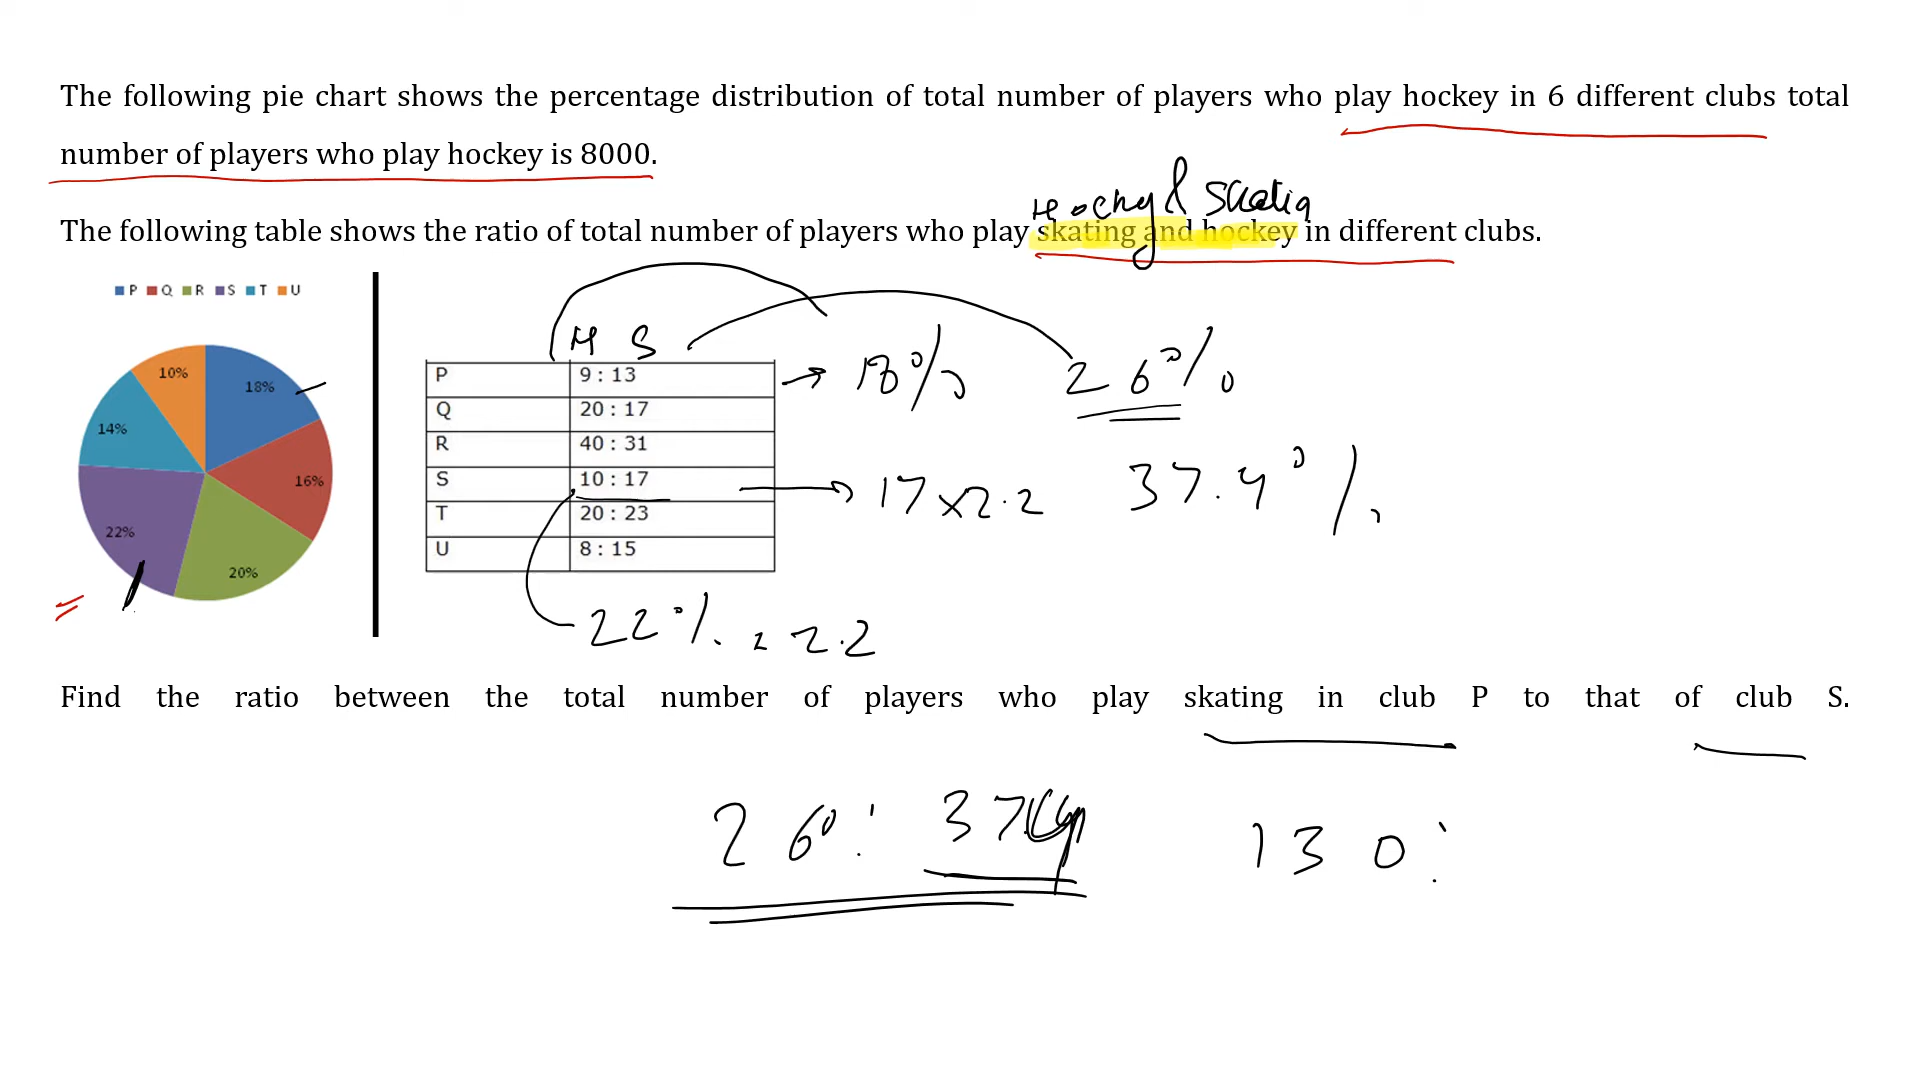 The following pie chart shows the percentage distribution of total number of players who play hockey in 6 different clubs total
number of players who play hockey is 8000.
Hocky & Skatig
The following table shows the ratio of total number of players who play skating and hockey in different clubs.
P Q R S T U
10% 18%
14%
16%
22%
20%
H S
P 9 : 13 → 18% 26%
Q 20 : 17
R 40 : 31
S 10 : 17 → 17 x 2.2 37.4%
T 20 : 23
U 8 : 15
22% = 2.2
Find the ratio between the total number of players who play skating in club P to that of club S.
260 : 374 130 :